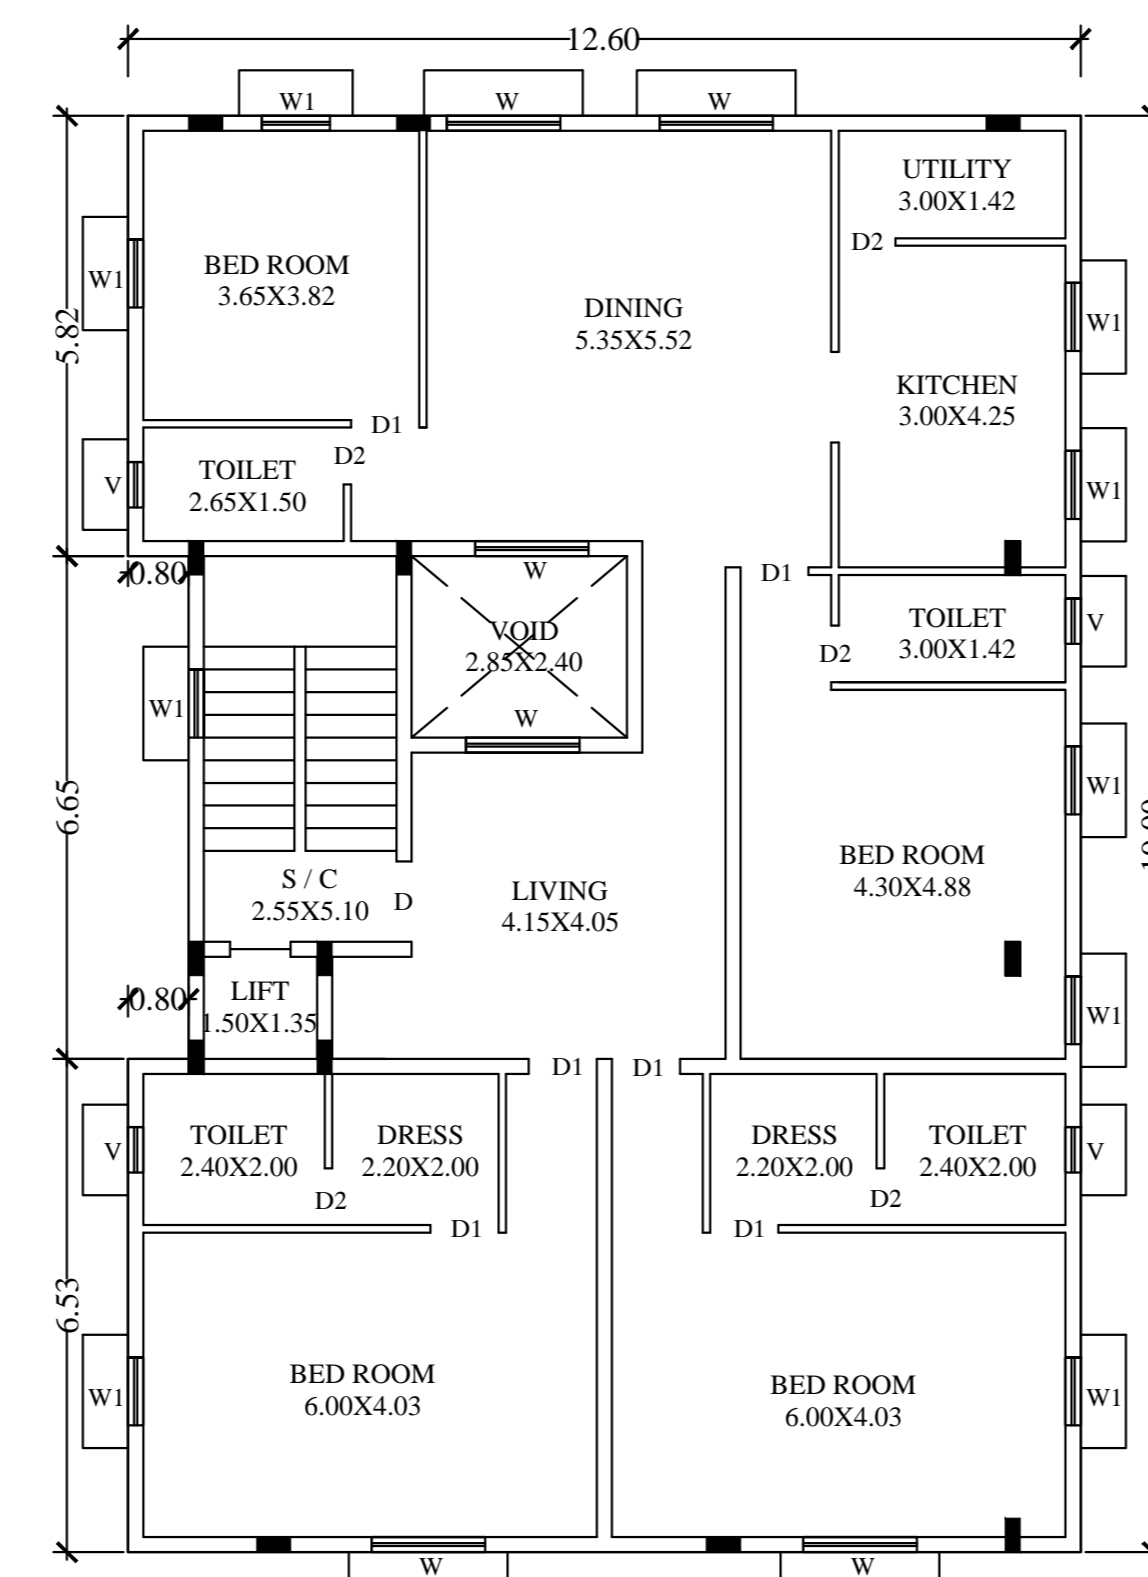 12.60
W1
W
W
UTILITY
3.00X1.42
D2
BED ROOM
3.65X3.82
W1
DINING
5.35X5.52
W1
5.82
KITCHEN
3.00X4.25
D1
D2
TOILET
2.65X1.50
V
W1
0.80
W
D1
VOID
2.85X2.40
TOILET
3.00X1.42
V
D2
W1
W
W1
6.65
BED ROOM
4.30X4.88
S / C
2.55X5.10
D
LIVING
4.15X4.05
0.80
LIFT
1.50X1.35
W1
D1
D1
TOILET
2.40X2.00
DRESS
2.20X2.00
DRESS
2.20X2.00
TOILET
2.40X2.00
V
V
D2
D2
D1
D1
6.53
BED ROOM
6.00X4.03
BED ROOM
6.00X4.03
W1
W1
W
W